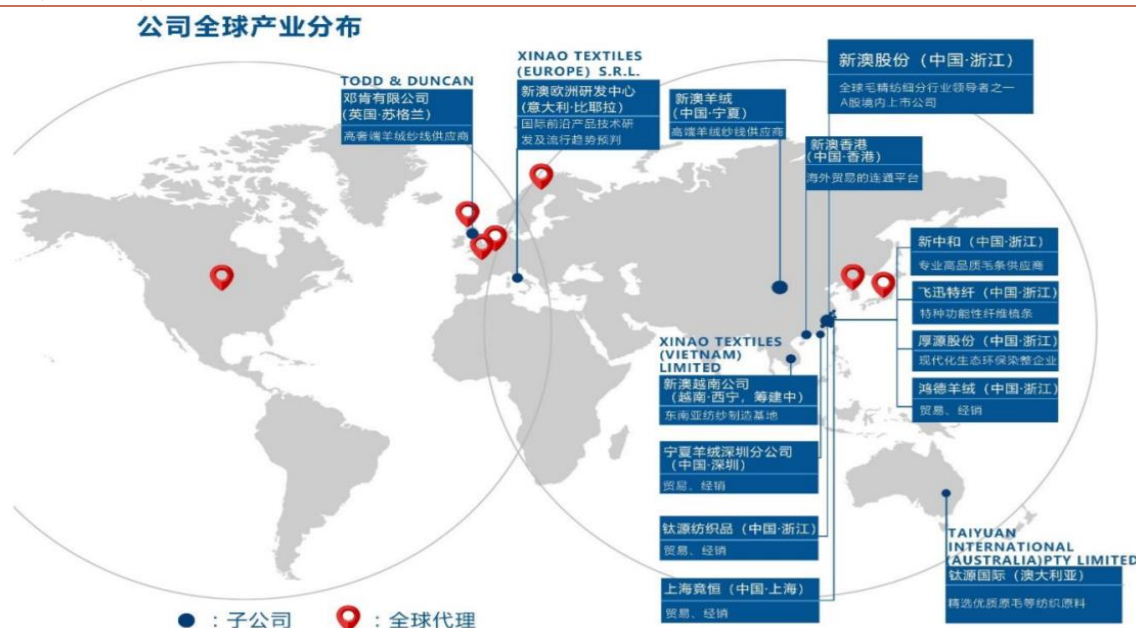 公司全球产业分布
TODD & DUNCAN
邓肯有限公司
(英国·苏格兰)
高奢端羊绒纱线供应商
XINAO TEXTILES
(EUROPE) S.R.L.
新澳欧洲研发中心
(意大利·比耶拉)
国际前沿产品技术研
发及流行趋势预判
新澳羊绒
(中国·宁夏)
高端羊绒纱线供应商
新澳股份（中国·浙江）
全球毛精纺细分行业领导者之一
A股境内上市公司
新澳香港
(中国·香港)
海外贸易的连通平台
新中和（中国·浙江）
专业高品质毛条供应商
飞迅特纤（中国·浙江）
特种功能性纤维梳条
厚源股份（中国·浙江）
现代化生态环保染整企业
鸿德羊绒（中国·浙江）
贸易、经销
XINAO TEXTILES
(VIETNAM)
LIMITED
新澳越南公司
(越南·西宁，筹建中)
东南亚纺纱制造基地
宁夏羊绒深圳分公司
(中国·深圳)
贸易、经销
钛源纺织品（中国·浙江）
贸易、经销
上海竟恒（中国·上海）
贸易、经销
TAIYUAN
INTERNATIONAL
(AUSTRALIA)PTY LIMITED
钛源国际（澳大利亚）
精选优质原毛等纺织原料
：子公司
：全球代理